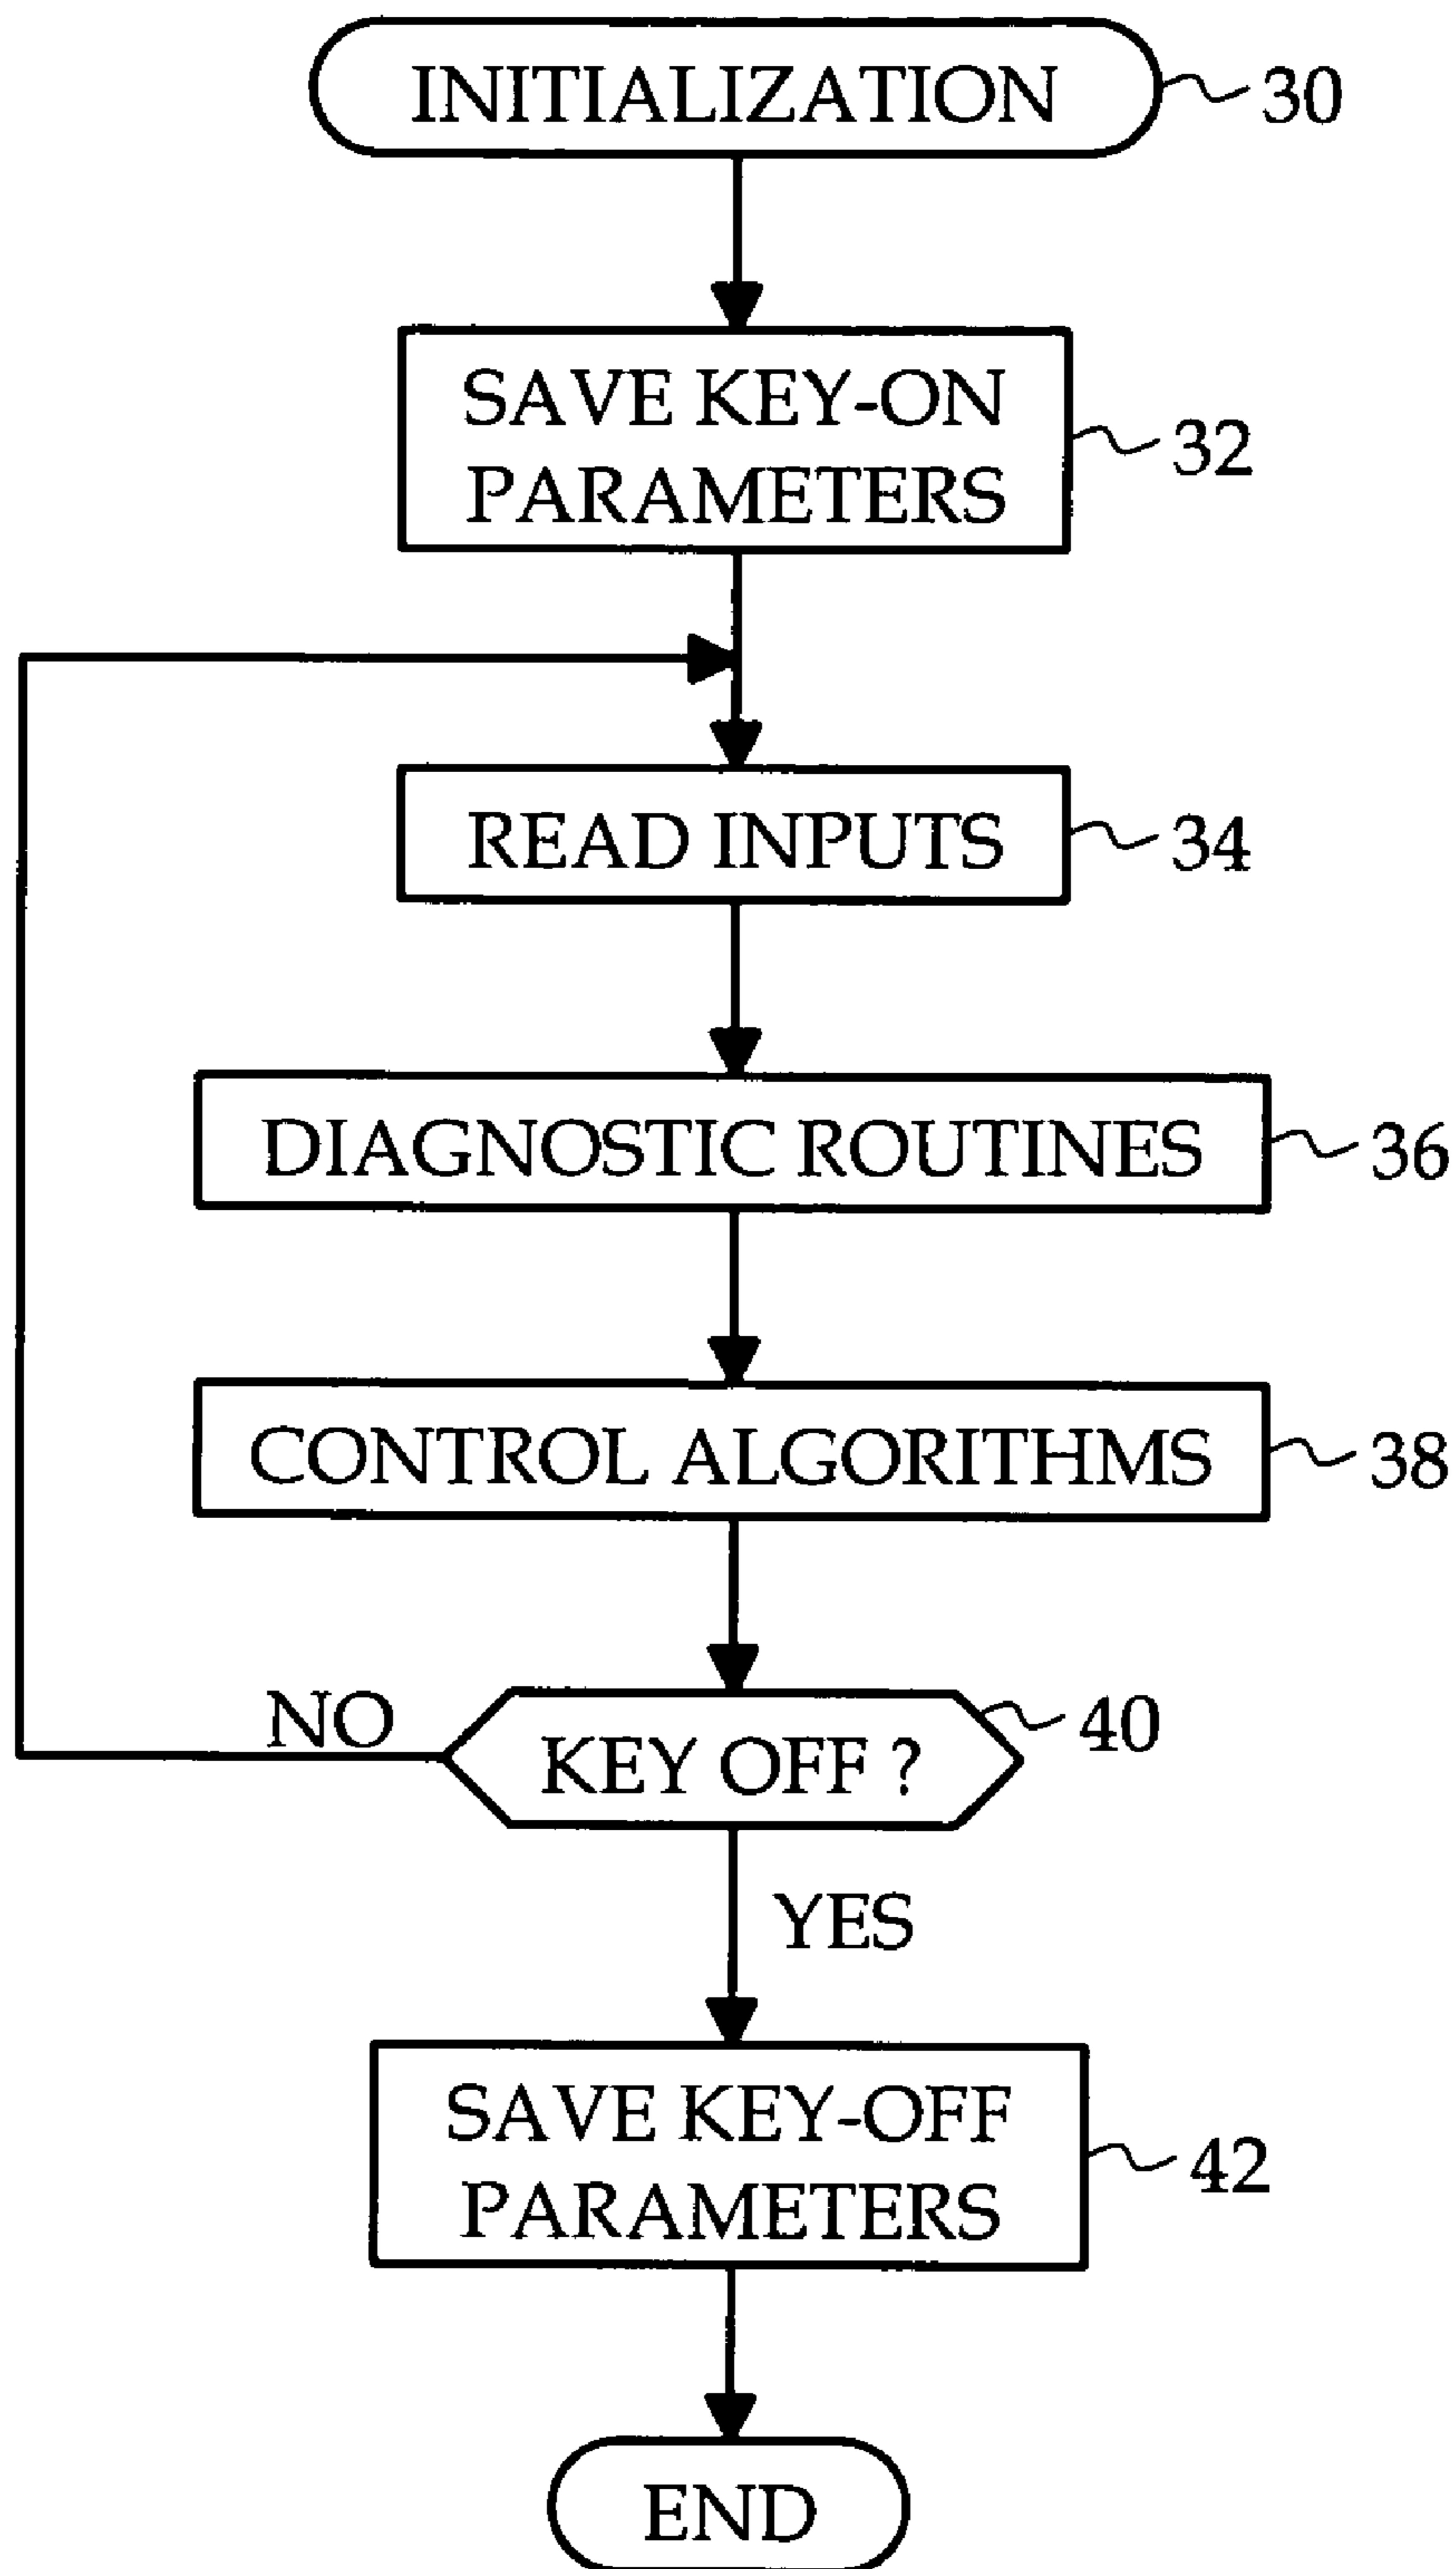 INITIALIZATION 30
SAVE KEY-ON
PARAMETERS
32
READ INPUTS 34
DIAGNOSTIC ROUTINES 36
CONTROL ALGORITHMS 38
NO
KEY OFF ? 40
YES
SAVE KEY-OFF
PARAMETERS
42
END